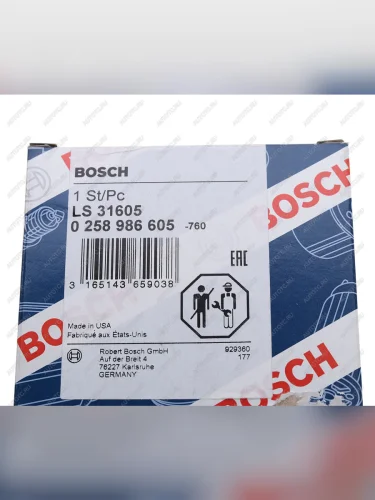 BOSCH
BOSCH
1 St/Pc
LS 31605
0 258 986 605 -760
EAC
3 165143 659038
Made in USA
Fabriqué aux États-Unis
Robert Bosch GmbH
Auf der Breit 4
76227 Karlsruhe
GERMANY
929360
177
BOSCH
BOSCH